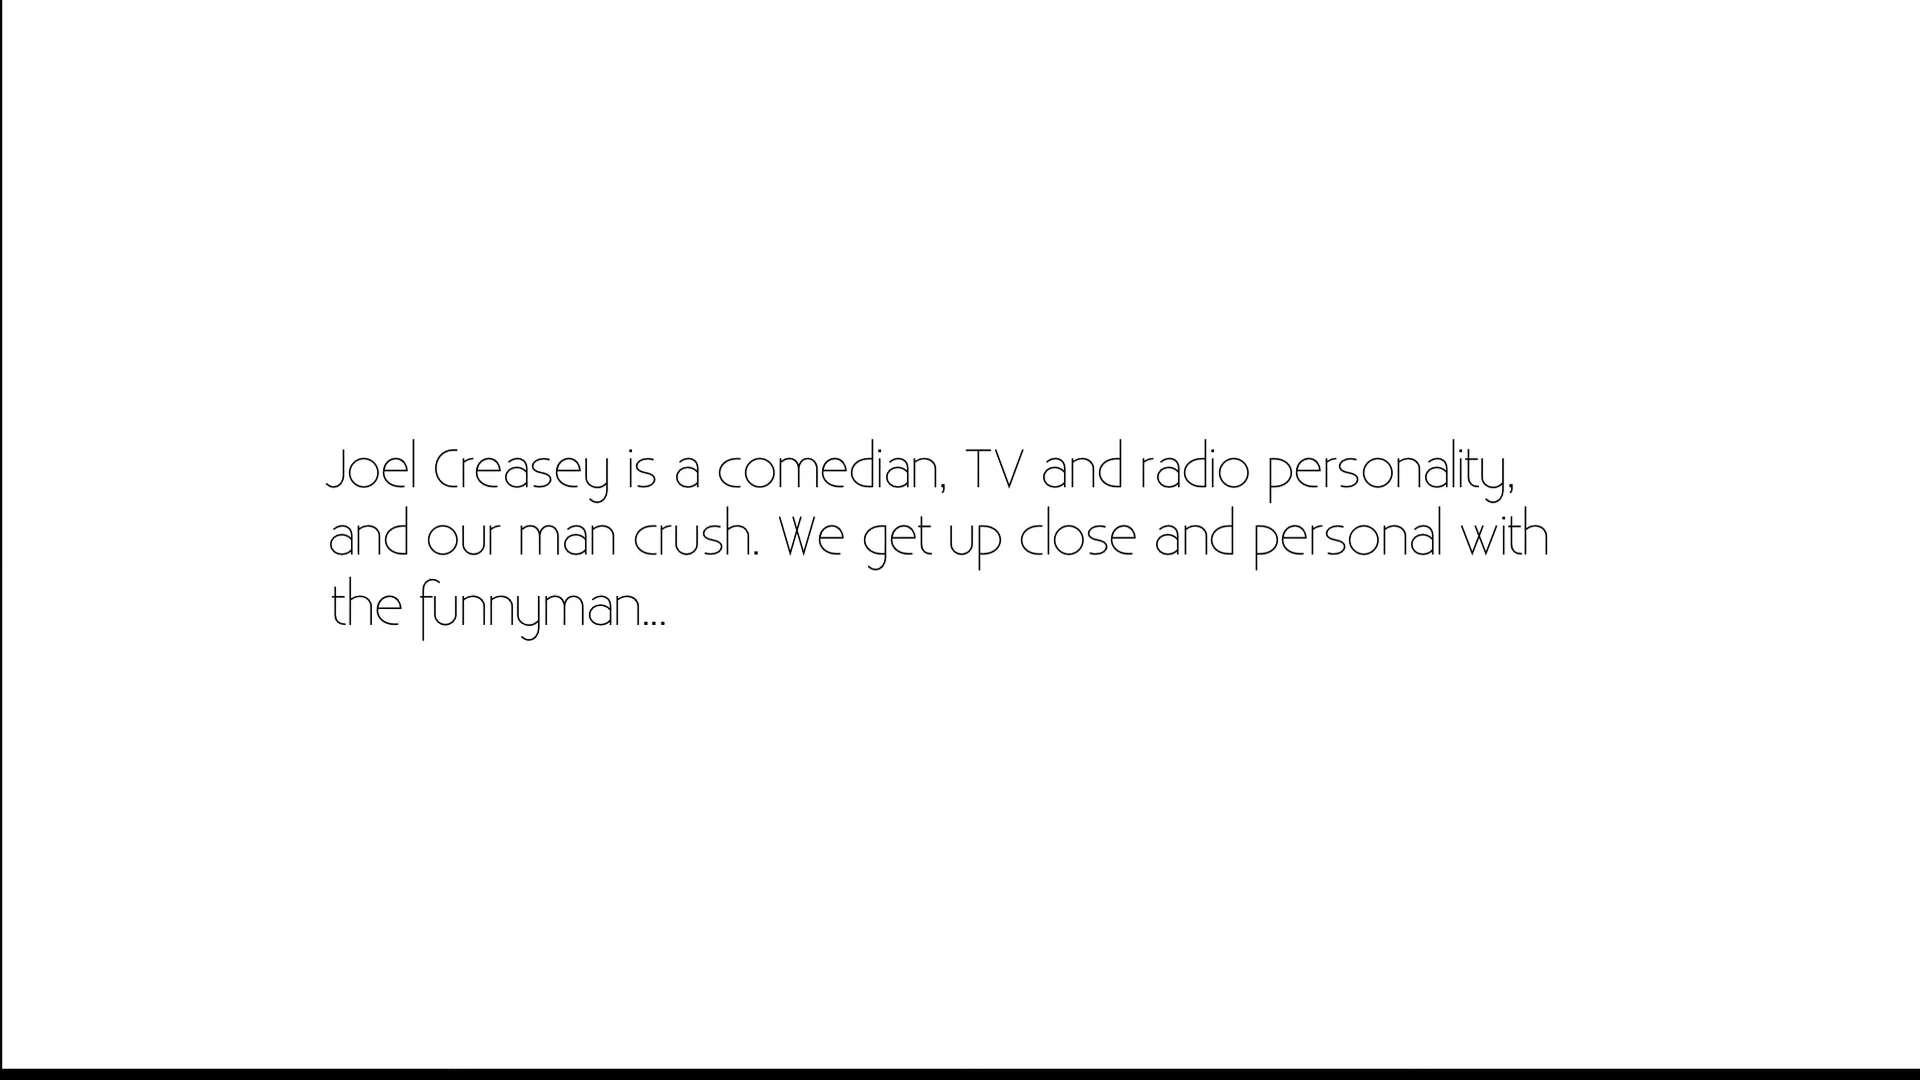 Joel Creasey is a comedian, TV and radio personality,
and our man crush. We get up close and personal with
the funnyman...